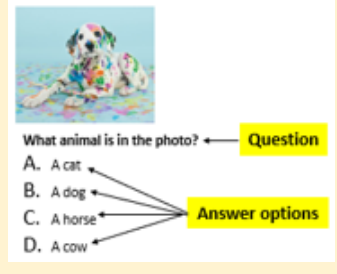 What animal is in the photo?
Question
A. A cat
B. A dog
C. A horse
Answer options
D. A cow